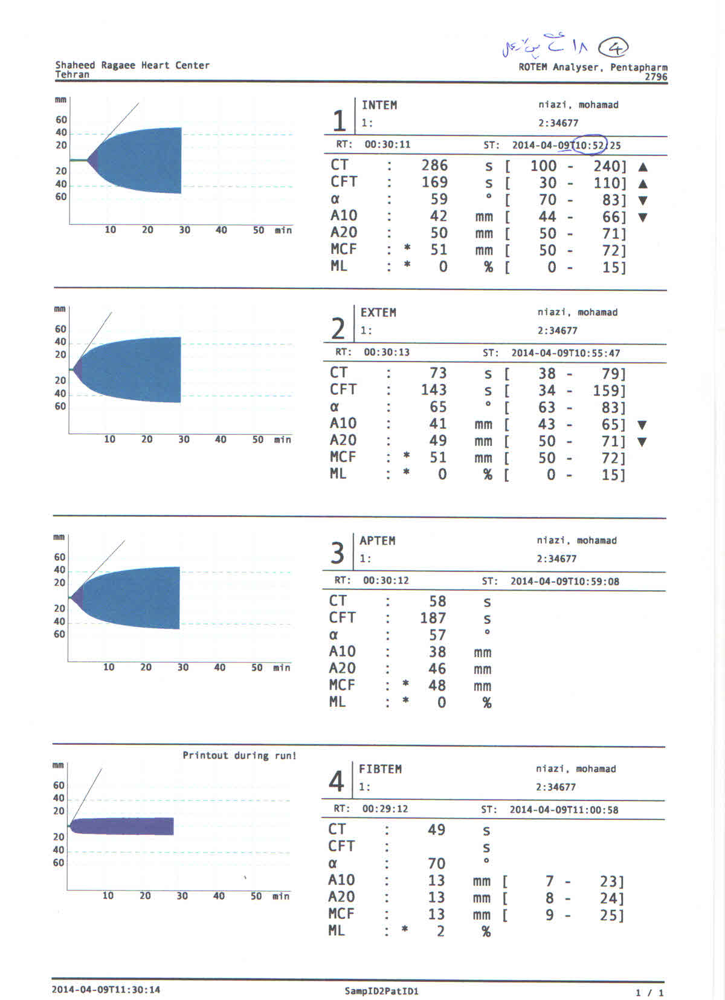 ۱۸ 4
Shaheed Ragaee Heart Center
Tehran
ROTEM Analyser, Pentapharm
2796
mm
60
40
20
20
40
60
10 20 30 40 50 min
1 INTEM niazi, mohamad
1: 2:34677
RT: 00:30:11 ST: 2014-04-09T10:52:25
CT : 286 s [ 100 - 240] ▲
CFT : 169 s [ 30 - 110] ▲
α : 59 ° [ 70 - 83] ▼
A10 : 42 mm [ 44 - 66] ▼
A20 : 50 mm [ 50 - 71]
MCF : * 51 mm [ 50 - 72]
ML : * 0 % [ 0 - 15]
mm
60
40
20
20
40
60
10 20 30 40 50 min
2 EXTEM niazi, mohamad
1: 2:34677
RT: 00:30:13 ST: 2014-04-09T10:55:47
CT : 73 s [ 38 - 79]
CFT : 143 s [ 34 - 159]
α : 65 ° [ 63 - 83]
A10 : 41 mm [ 43 - 65] ▼
A20 : 49 mm [ 50 - 71] ▼
MCF : * 51 mm [ 50 - 72]
ML : * 0 % [ 0 - 15]
mm
60
40
20
20
40
60
10 20 30 40 50 min
3 APTEM niazi, mohamad
1: 2:34677
RT: 00:30:12 ST: 2014-04-09T10:59:08
CT : 58 s
CFT : 187 s
α : 57 °
A10 : 38 mm
A20 : 46 mm
MCF : * 48 mm
ML : * 0 %
Printout during run!
mm
60
40
20
20
40
60
10 20 30 40 50 min
4 FIBTEM niazi, mohamad
1: 2:34677
RT: 00:29:12 ST: 2014-04-09T11:00:58
CT : 49 s
CFT : s
α : 70 °
A10 : 13 mm [ 7 - 23]
A20 : 13 mm [ 8 - 24]
MCF : 13 mm [ 9 - 25]
ML : * 2 %
2014-04-09T11:30:14 SampID2PatID1 1 / 1